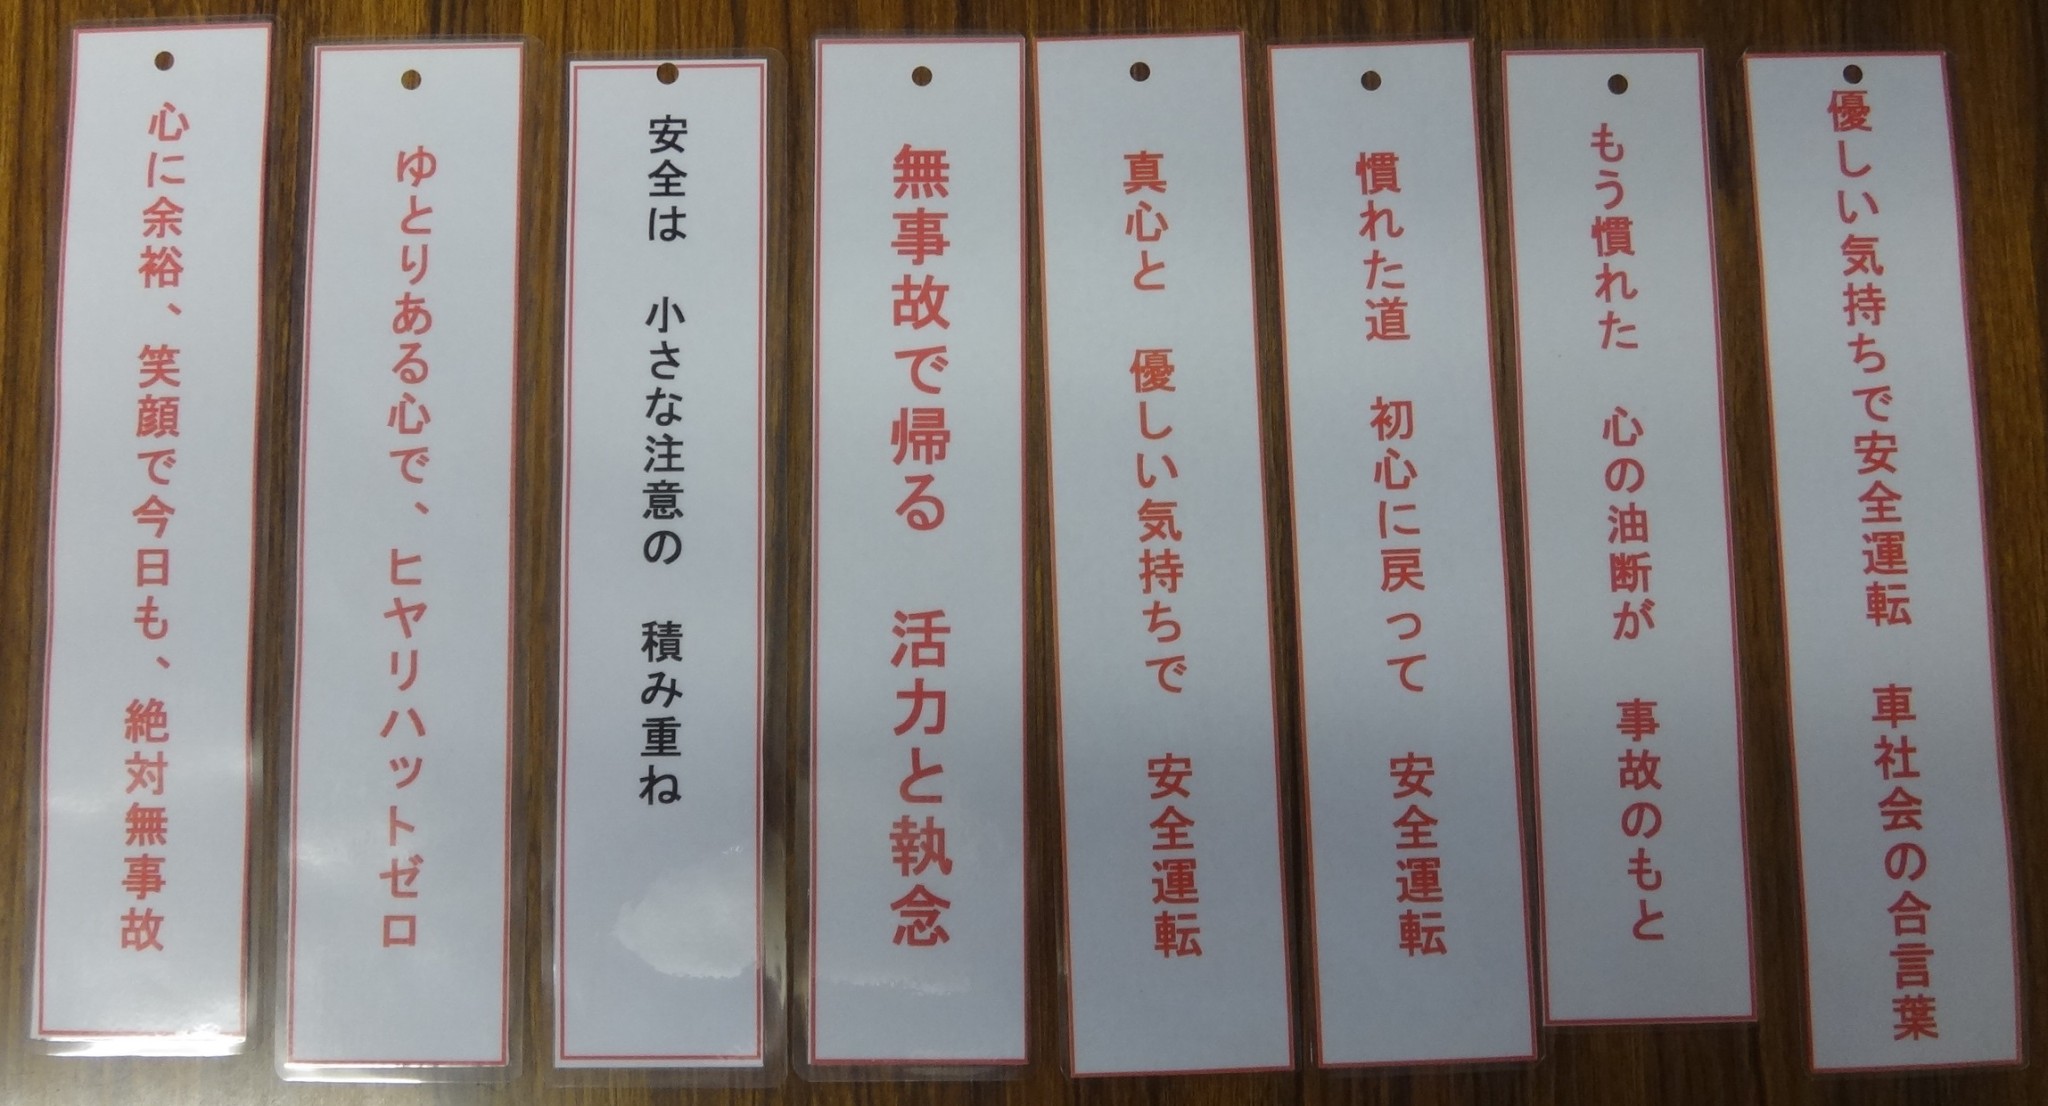 優しい気持ちで安全運転　車社会の合言葉
もう慣れた　心の油断が　事故のもと
慣れた道　初心に戻って　安全運転
真心と　優しい気持ちで　安全運転
無事故で帰る　活力と執念
安全は　小さな注意の　積み重ね
ゆとりある心で、ヒヤリハットゼロ
心に余裕、笑顔で今日も、絶対無事故